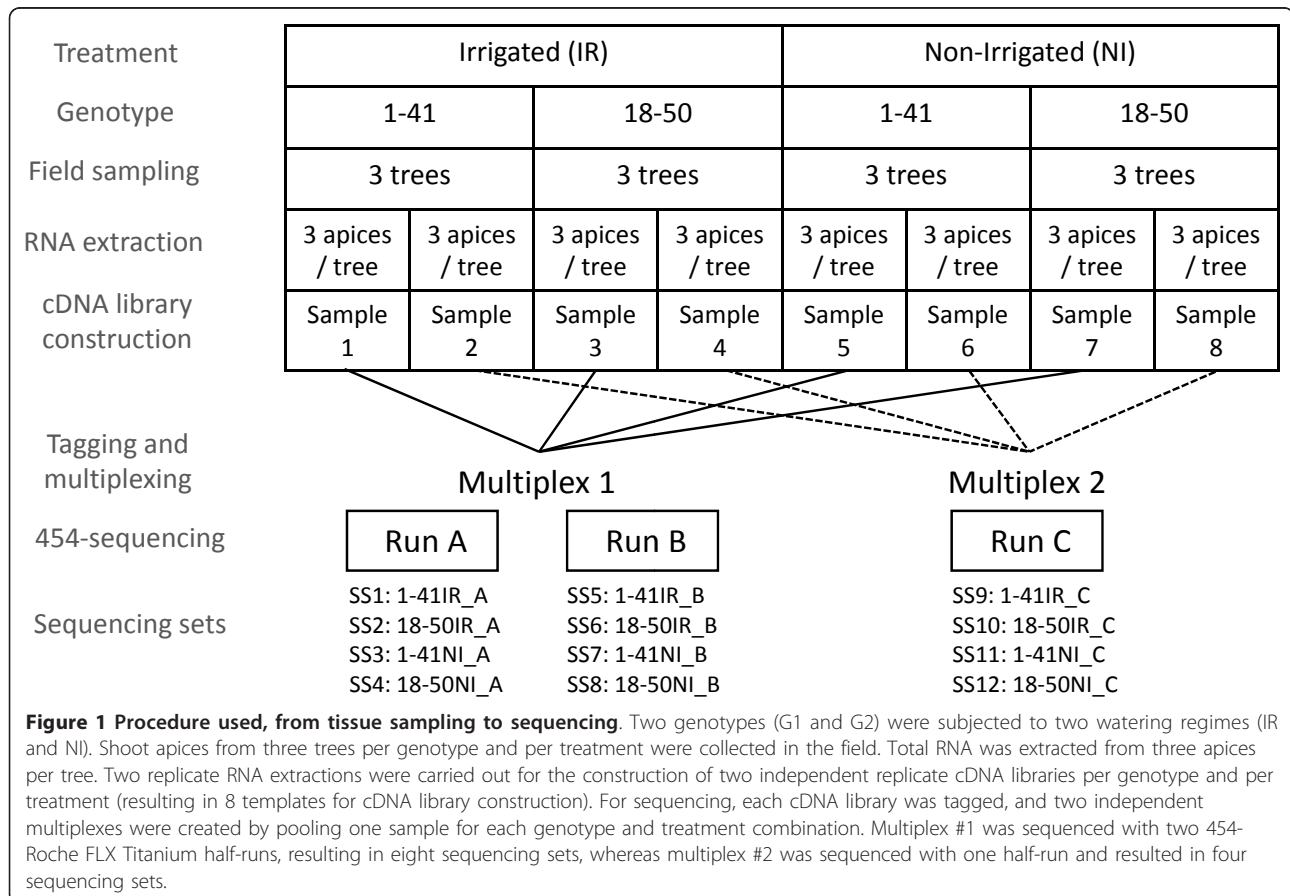 Treatment Irrigated (IR) Non-Irrigated (NI)
Genotype 1-41 18-50 1-41 18-50
Field sampling 3 trees 3 trees 3 trees 3 trees
RNA extraction 3 apices / tree 3 apices / tree 3 apices / tree 3 apices / tree 3 apices / tree 3 apices / tree 3 apices / tree 3 apices / tree
cDNA library construction Sample 1 Sample 2 Sample 3 Sample 4 Sample 5 Sample 6 Sample 7 Sample 8
Tagging and
multiplexing Multiplex 1 Multiplex 2
454-sequencing Run A Run B Run C
Sequencing sets
SS1: 1-41IR_A
SS2: 18-50IR_A
SS3: 1-41NI_A
SS4: 18-50NI_A
SS5: 1-41IR_B
SS6: 18-50IR_B
SS7: 1-41NI_B
SS8: 18-50NI_B
SS9: 1-41IR_C
SS10: 18-50IR_C
SS11: 1-41NI_C
SS12: 18-50NI_C
Figure 1 Procedure used, from tissue sampling to sequencing. Two genotypes (G1 and G2) were subjected to two watering regimes (IR
and NI). Shoot apices from three trees per genotype and per treatment were collected in the field. Total RNA was extracted from three apices
per tree. Two replicate RNA extractions were carried out for the construction of two independent replicate cDNA libraries per genotype and per
treatment (resulting in 8 templates for cDNA library construction). For sequencing, each cDNA library was tagged, and two independent
multiplexes were created by pooling one sample for each genotype and treatment combination. Multiplex #1 was sequenced with two 454-
Roche FLX Titanium half-runs, resulting in eight sequencing sets, whereas multiplex #2 was sequenced with one half-run and resulted in four
sequencing sets.